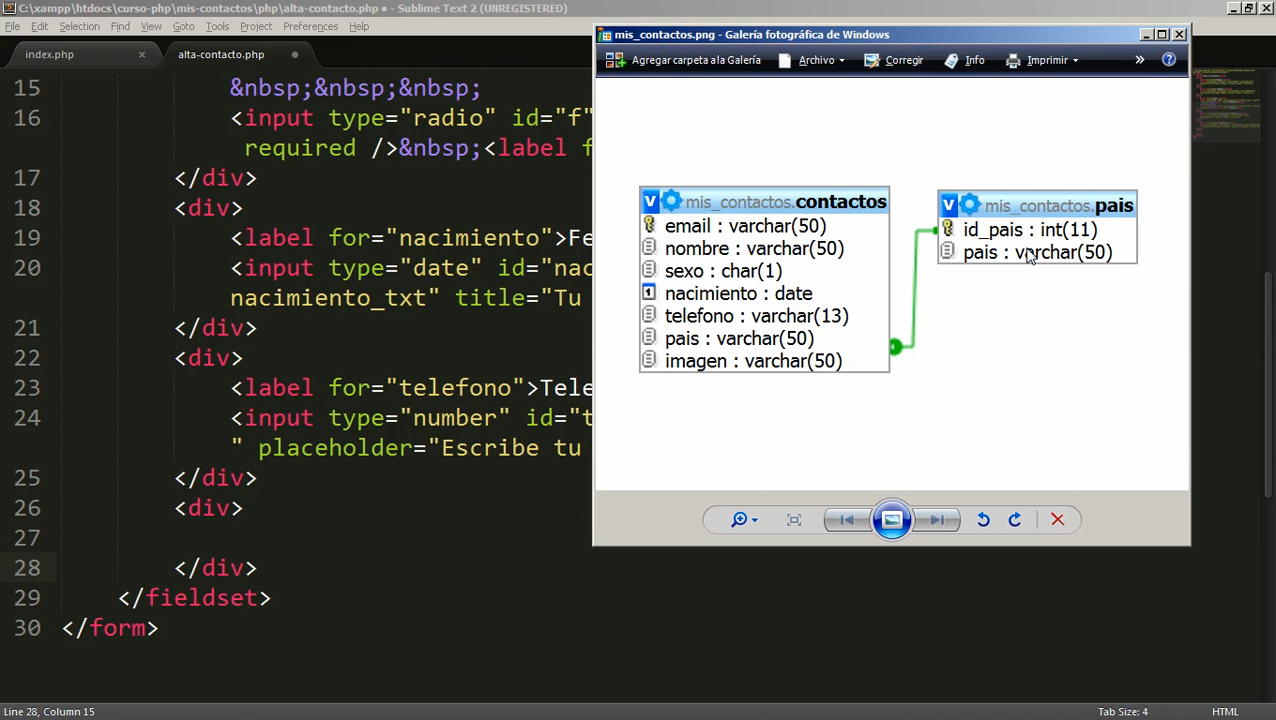 C:\xampp\htdocs\curso-php\mis-contactos\php\alta-contacto.php • - Sublime Text 2 (UNREGISTERED)
File Edit Selection Find View Goto Tools Project Preferences Help
index.php
alta-contacto.php
15 &nbsp;&nbsp;&nbsp;
16 <input type="radio" id="f"
required />&nbsp;<label f
17 </div>
18 <div>
19 <label for="nacimiento">Fe
20 <input type="date" id="nac
nacimiento_txt" title="Tu
21 </div>
22 <div>
23 <label for="telefono">Tele
24 <input type="number" id="t
" placeholder="Escribe tu
25 </div>
26 <div>
27
28 </div>
29 </fieldset>
30 </form>
mis_contactos.png - Galería fotográfica de Windows
Agregar carpeta a la Galería Archivo Corregir Info Imprimir »
mis_contactos.contactos
email : varchar(50)
nombre : varchar(50)
sexo : char(1)
nacimiento : date
telefono : varchar(13)
pais : varchar(50)
imagen : varchar(50)
mis_contactos.pais
id_pais : int(11)
pais : varchar(50)
Line 28, Column 15
Tab Size: 4
HTML